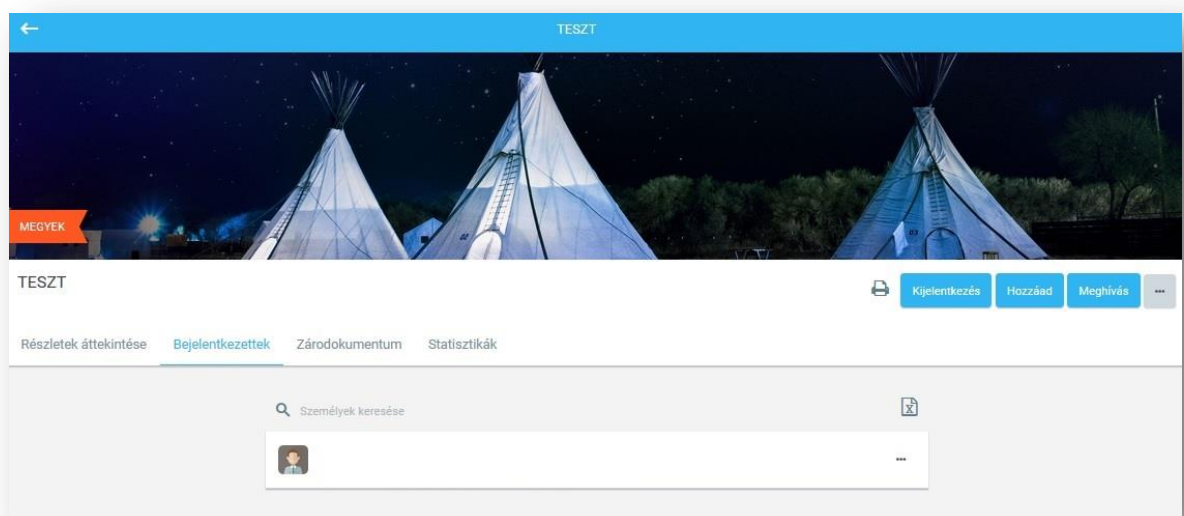 TESZT
MEGYEK
TESZT
Kijelentkezés Hozzáad Meghívás ...
Részletek áttekintése Bejelentkezettek Zárodokumentum Statisztikák
Személyek keresése
...